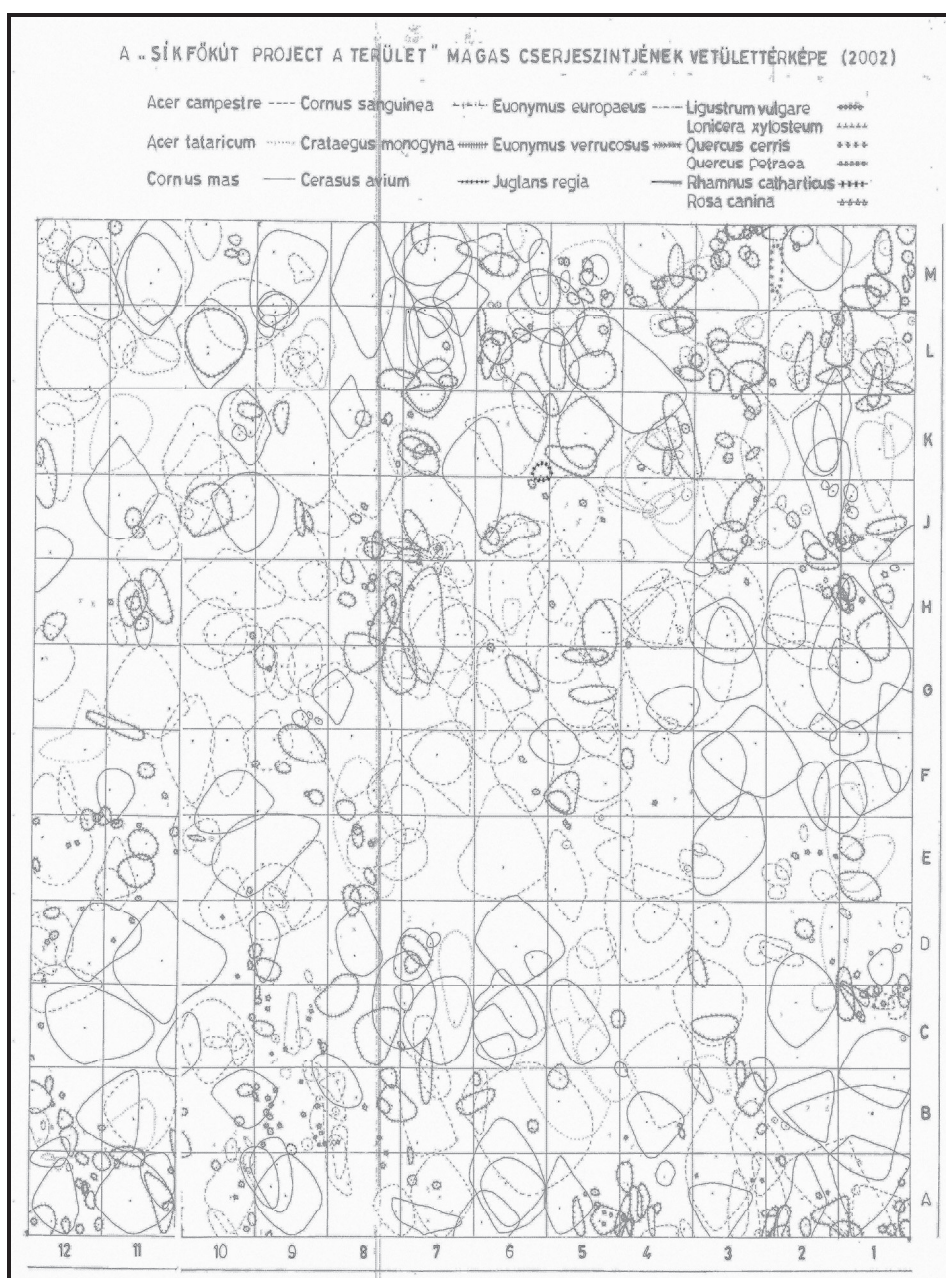 A „SÍKFŐKÚT PROJECT A TERÜLET" MAGAS CSERJESZINTJÉNEK VETÜLETTÉRKÉPE (2002)
Acer campestre Cornus sanguinea Euonymus europaeus Ligustrum vulgare
Lonicera xylosteum
Acer tataricum Crataegus monogyna Euonymus verrucosus Quercus cerris
Quercus petraea
Cornus mas Cerasus avium Juglans regia Rhamnus catharticus
Rosa canina
M
L
K
J
H
G
F
E
D
C
B
A
12 11 10 9 8 7 6 5 4 3 2 1